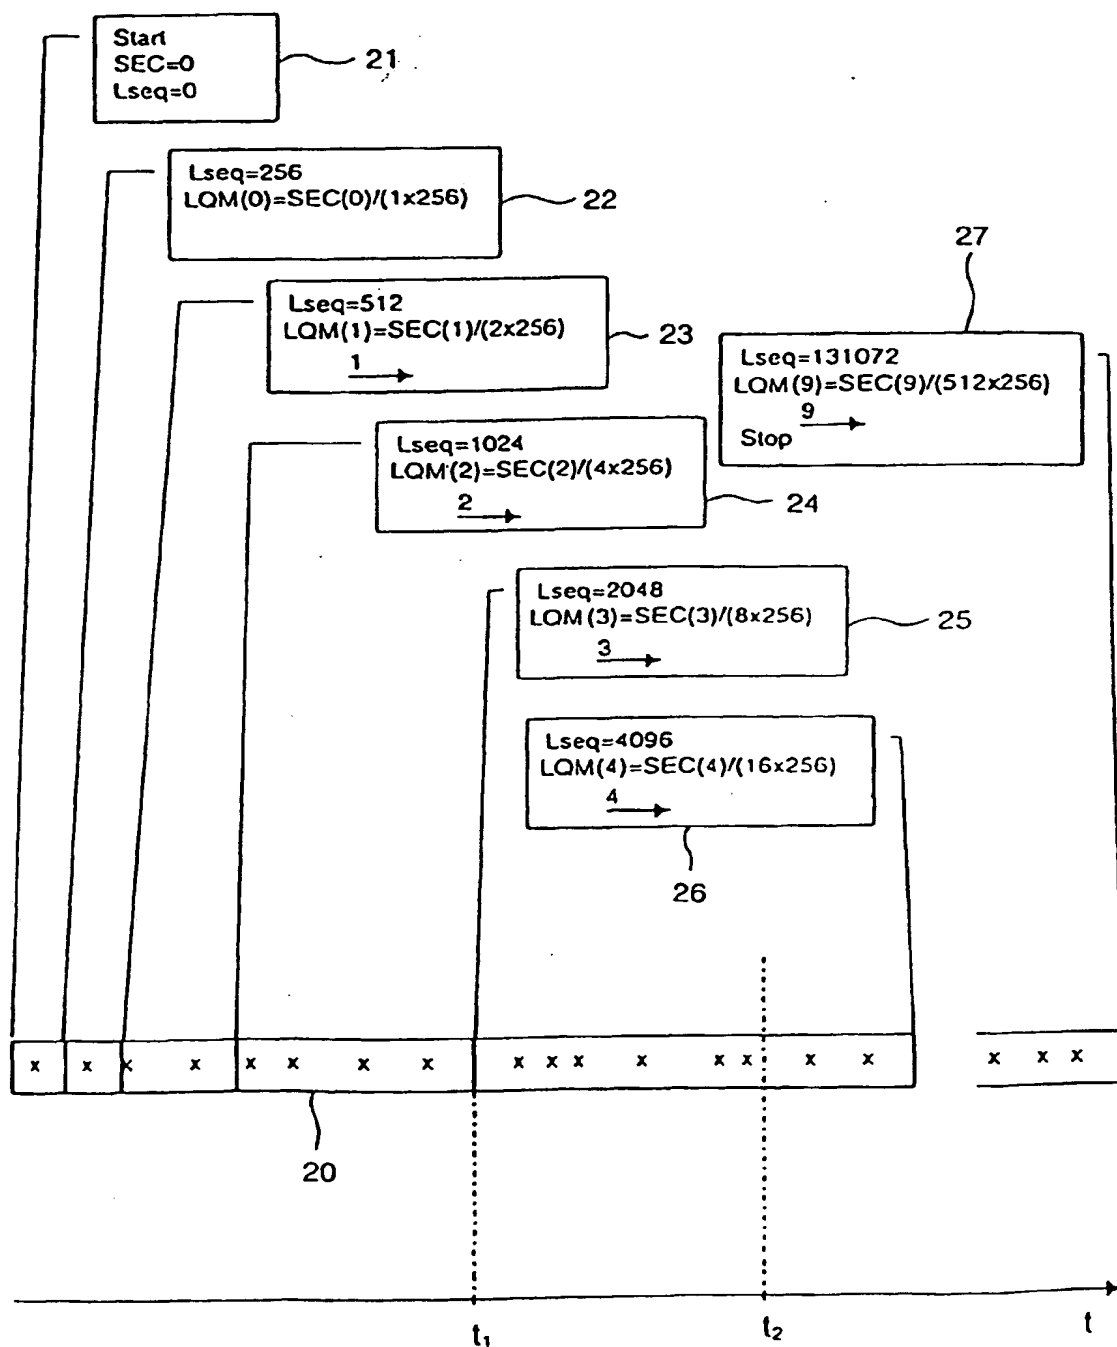 Start
SEC=0
Lseq=0
21
Lseq=256
LQM(0)=SEC(0)/(1x256)
22
Lseq=512
LQM(1)=SEC(1)/(2x256)
1
23
27
Lseq=131072
LQM(9)=SEC(9)/(512x256)
9
Stop
Lseq=1024
LQM(2)=SEC(2)/(4x256)
2
24
Lseq=2048
LQM(3)=SEC(3)/(8x256)
3
25
Lseq=4096
LQM(4)=SEC(4)/(16x256)
4
26
x x x x x x x x x x x x x x x x x x x
20
t₁ t₂ t